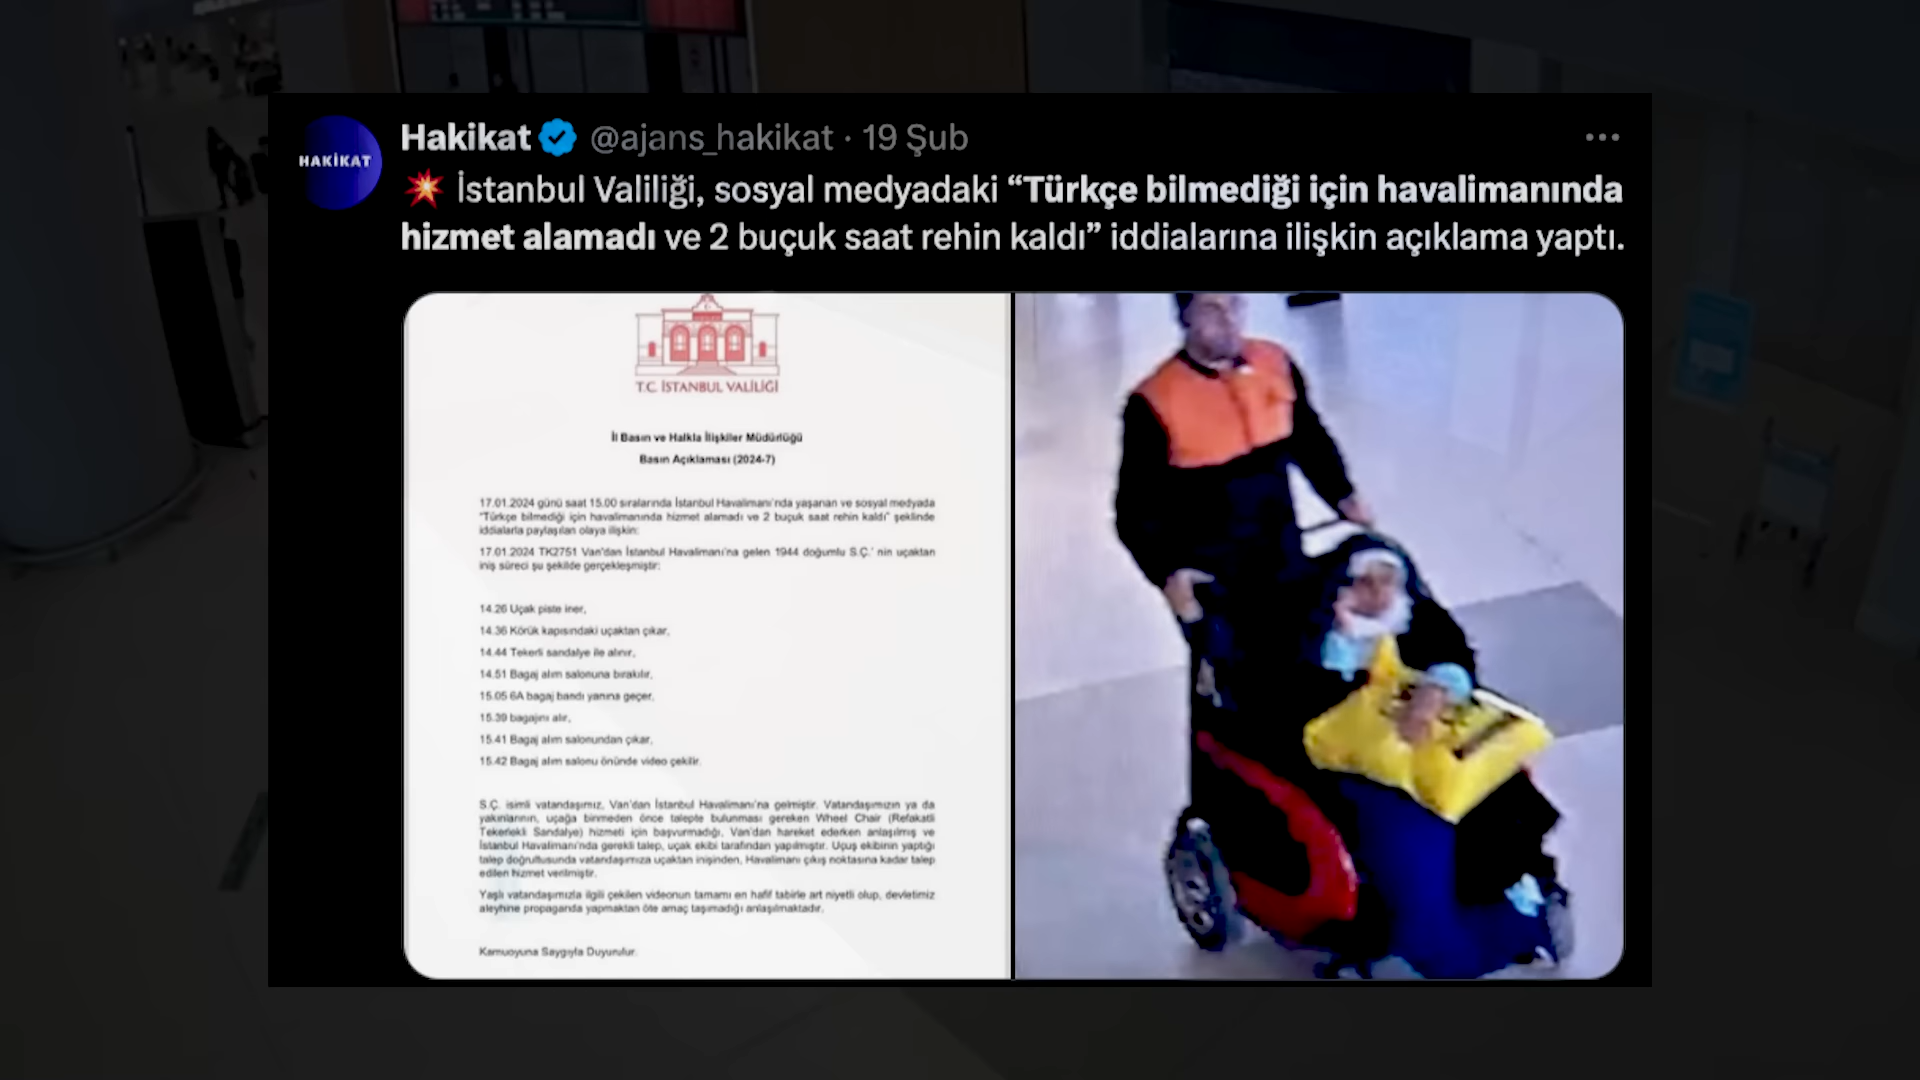 HAKİKAT
Hakikat @ajans_hakikat · 19 Şub
💥 İstanbul Valiliği, sosyal medyadaki “Türkçe bilmediği için havalimanında
hizmet alamadı ve 2 buçuk saat rehin kaldı” iddialarına ilişkin açıklama yaptı.
T.C. İSTANBUL VALİLİĞİ
İl Basın ve Halkla İlişkiler Müdürlüğü
Basın Açıklaması (2024-7)
17.01.2024 günü saat 15.00 sıralarında İstanbul Havalimanı'nda yaşanan ve sosyal medyada
“Türkçe bilmediği için havalimanında hizmet alamadı ve 2 buçuk saat rehin kaldı” şeklinde
iddialarla paylaşılan olaya ilişkin:
17.01.2024 TK2751 Van'dan İstanbul Havalimanı'na gelen 1944 doğumlu S.Ç.' nin uçaktan
iniş süreci şu şekilde gerçekleşmiştir:
14.26 Uçak piste iner,
14.36 Körük kapısındaki uçaktan çıkar,
14.44 Tekerli sandalye ile alınır,
14.51 Bagaj alım salonuna bırakılır,
15.05 6A bagaj bandı yanına geçer,
15.39 bagajını alır,
15.41 Bagaj alım salonundan çıkar,
15.42 Bagaj alım salonu önünde video çekilir.
S.Ç. isimli vatandaşımız, Van'dan İstanbul Havalimanı'na gelmiştir. Vatandaşımızın ya da
yakınlarının, uçağa binmeden önce talepte bulunması gereken Wheel Chair (Refakatli
Tekerlekli Sandalye) hizmeti için başvurmadığı, Van'dan hareket ederken anlaşılmış ve
İstanbul Havalimanı'nda gerekli talep, uçak ekibi tarafından yapılmıştır. Uçuş ekibinin yaptığı
talep doğrultusunda vatandaşımıza uçaktan inişinden, Havalimanı çıkış noktasına kadar talep
edilen hizmet verilmiştir.
Yaşlı vatandaşımızla ilgili çekilen videonun tamamı en hafif tabirle art niyetli olup, devletimiz
aleyhine propaganda yapmaktan öte amaç taşımadığı anlaşılmaktadır.
Kamuoyuna Saygıyla Duyurulur.